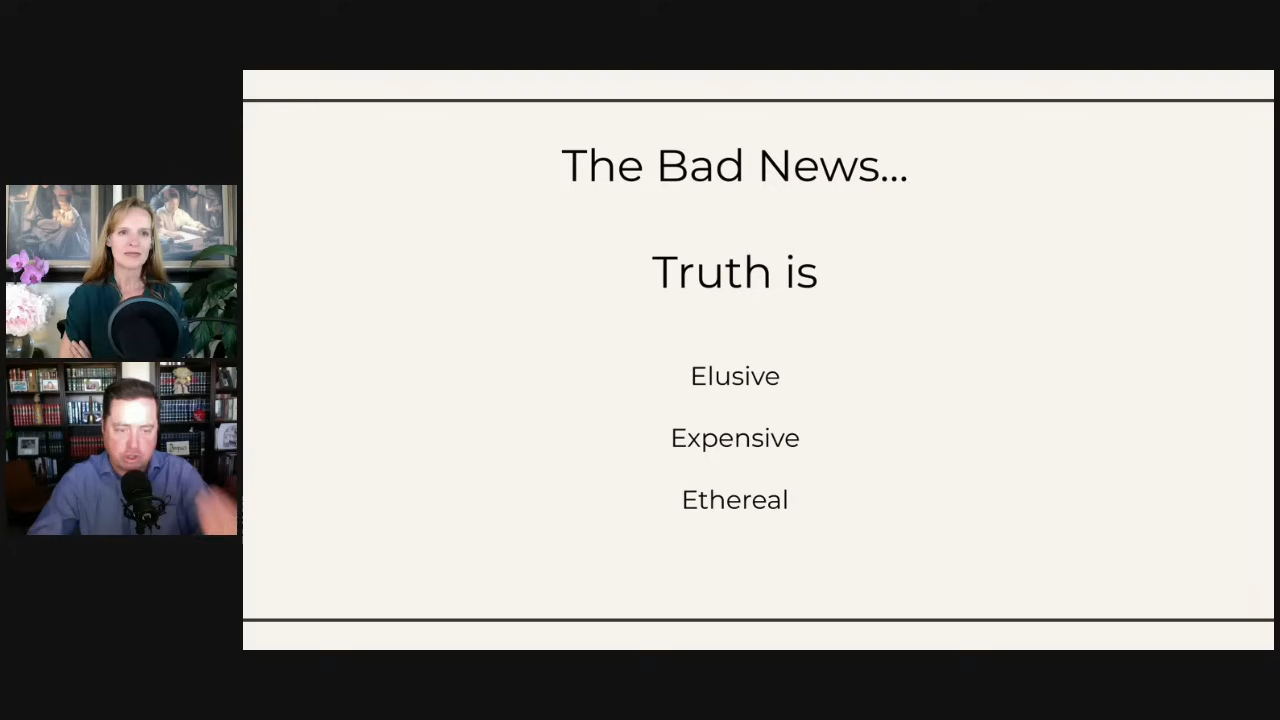 The Bad News...
Truth is
Elusive
Expensive
Ethereal